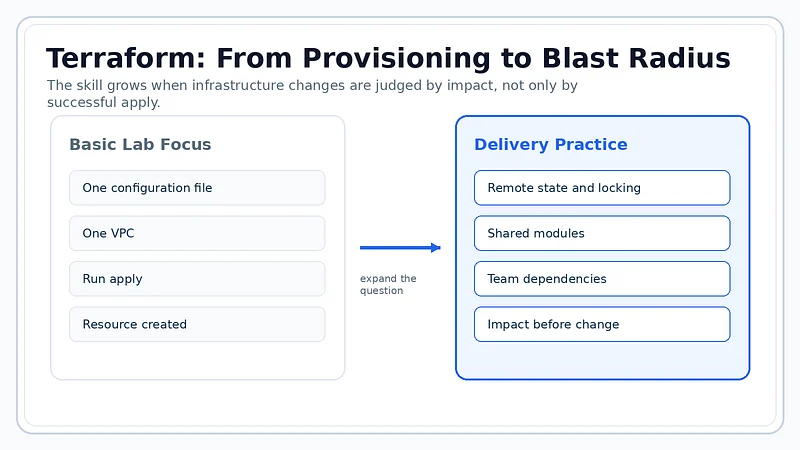 Terraform: From Provisioning to Blast Radius
The skill grows when infrastructure changes are judged by impact, not only by
successful apply.
Basic Lab Focus
One configuration file
One VPC
Run apply
Resource created
expand the
question
Delivery Practice
Remote state and locking
Shared modules
Team dependencies
Impact before change